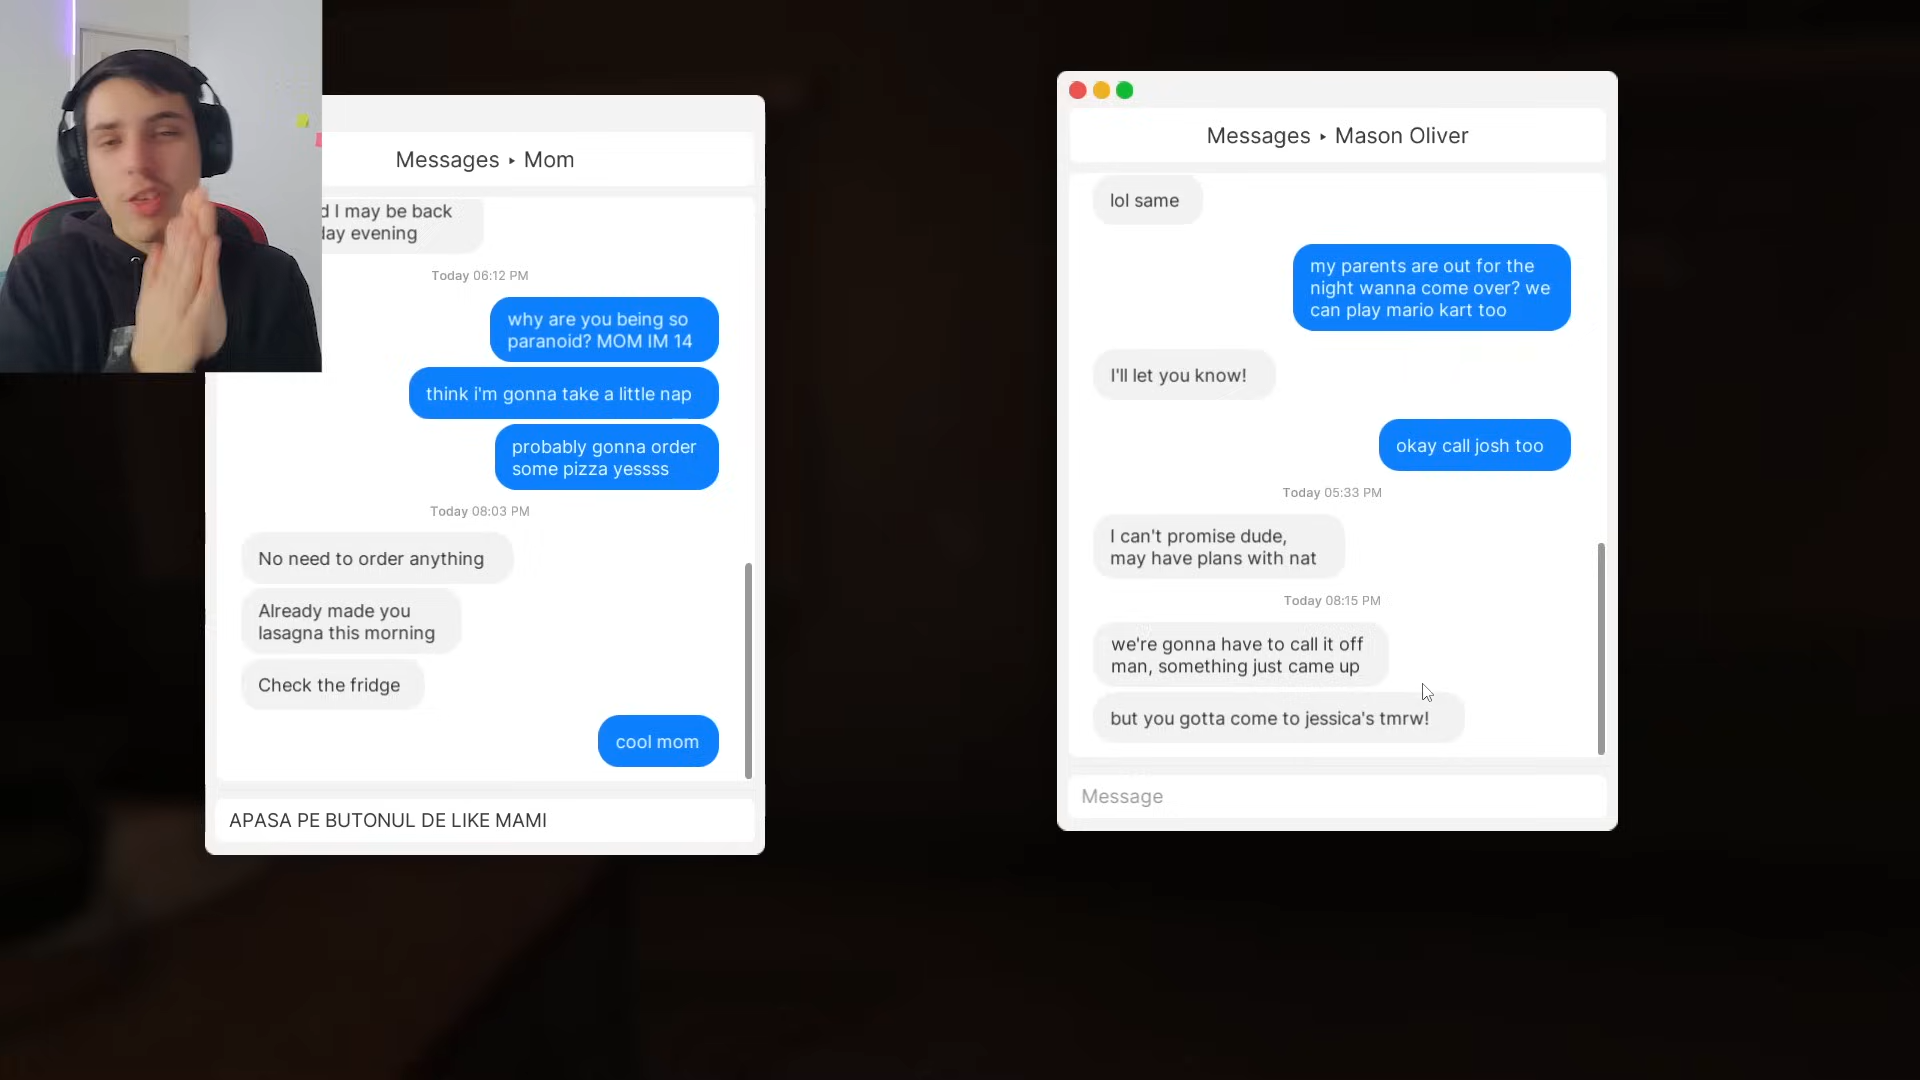 Messages ▸ Mom
d I may be back
day evening
Today 06:12 PM
why are you being so
paranoid? MOM IM 14
think i'm gonna take a little nap
probably gonna order
some pizza yessss
Today 08:03 PM
No need to order anything
Already made you
lasagna this morning
Check the fridge
cool mom
APASA PE BUTONUL DE LIKE MAMI
Messages ▸ Mason Oliver
lol same
my parents are out for the
night wanna come over? we
can play mario kart too
I'll let you know!
okay call josh too
Today 05:33 PM
I can't promise dude,
may have plans with nat
Today 08:15 PM
we're gonna have to call it off
man, something just came up
but you gotta come to jessica's tmrw!
Message